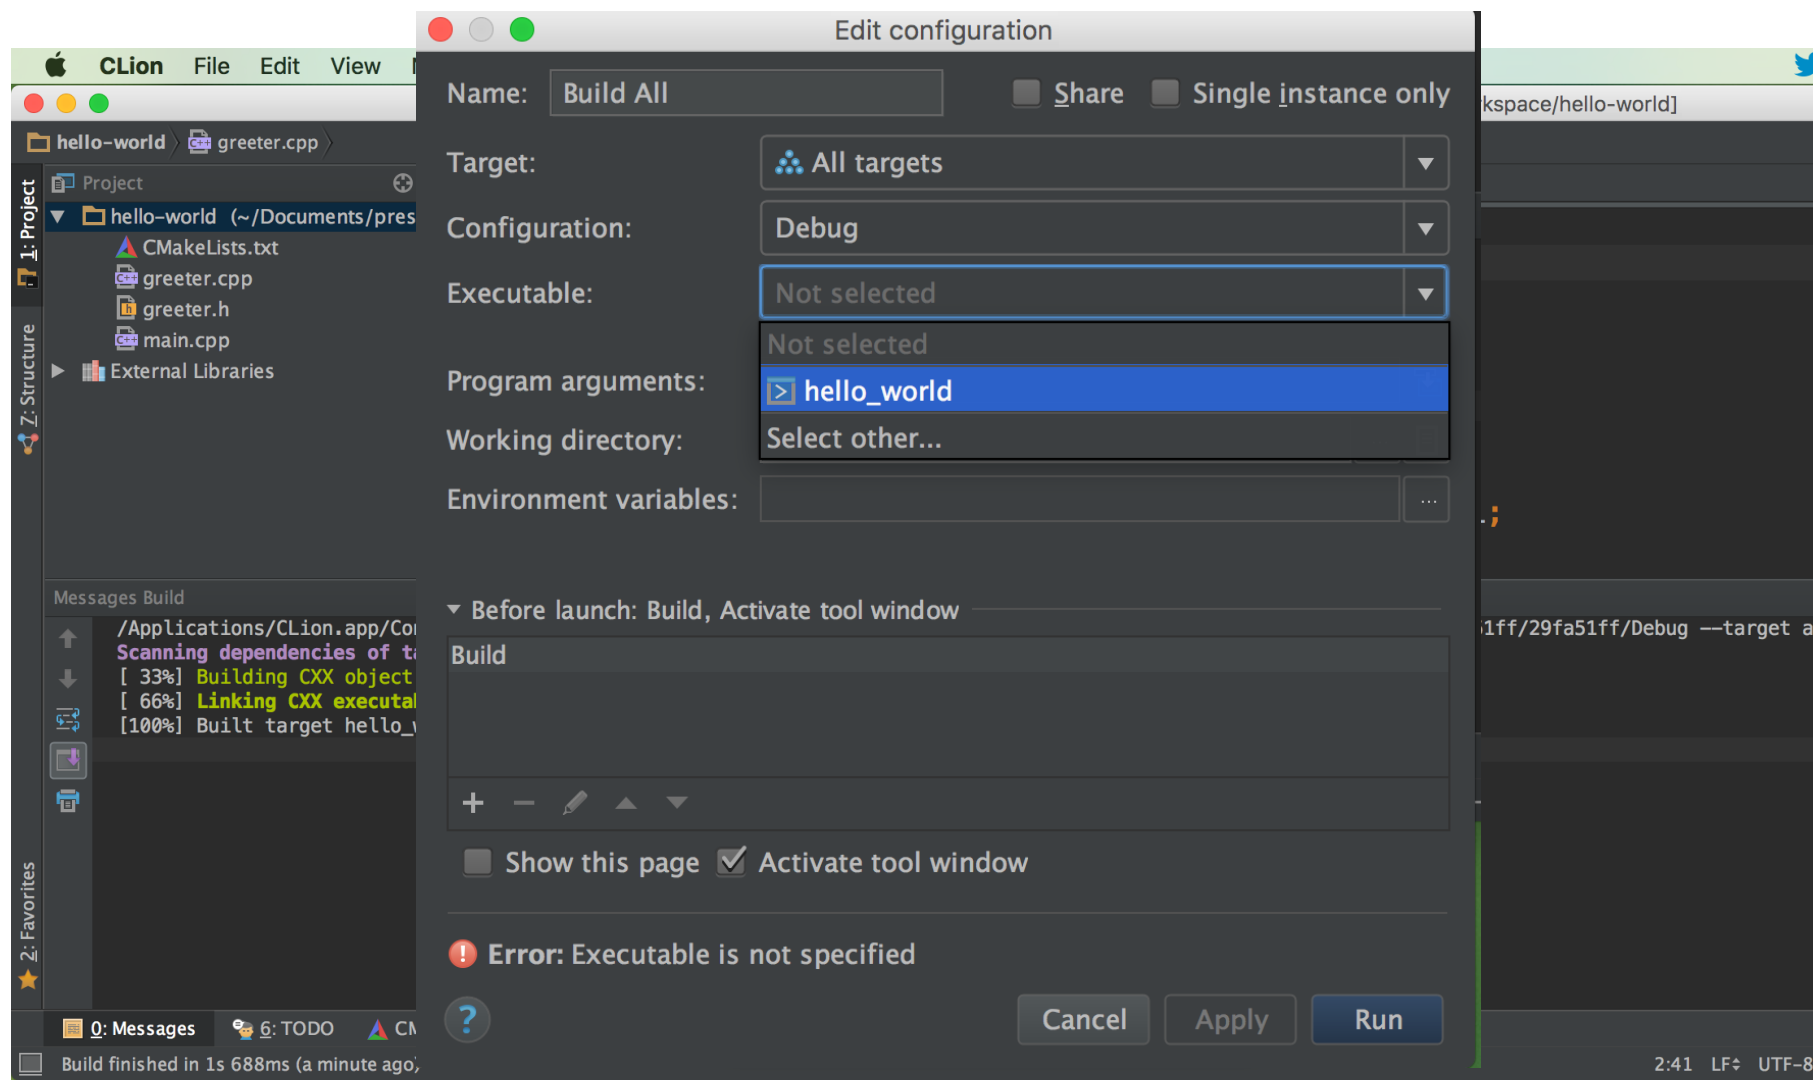 Edit configuration
CLion File Edit View
kspace/hello-world]
hello-world greeter.cpp
Project
1: Project
hello-world (~/Documents/pres
CMakeLists.txt
greeter.cpp
greeter.h
main.cpp
External Libraries
Z: Structure
Name: Build All Share Single instance only
Target: All targets
Configuration: Debug
Executable: Not selected
Not selected
hello_world
Select other...
Program arguments:
Working directory:
Environment variables: ...
;
Before launch: Build, Activate tool window
Build
Show this page Activate tool window
Error: Executable is not specified
? Cancel Apply Run
Messages Build
/Applications/CLion.app/Co
51ff/29fa51ff/Debug --target a
Scanning dependencies of ta
[ 33%] Building CXX object
[ 66%] Linking CXX executa
[100%] Built target hello_
2: Favorites
0: Messages 6: TODO CM
Build finished in 1s 688ms (a minute ago)
2:41 LF UTF-8